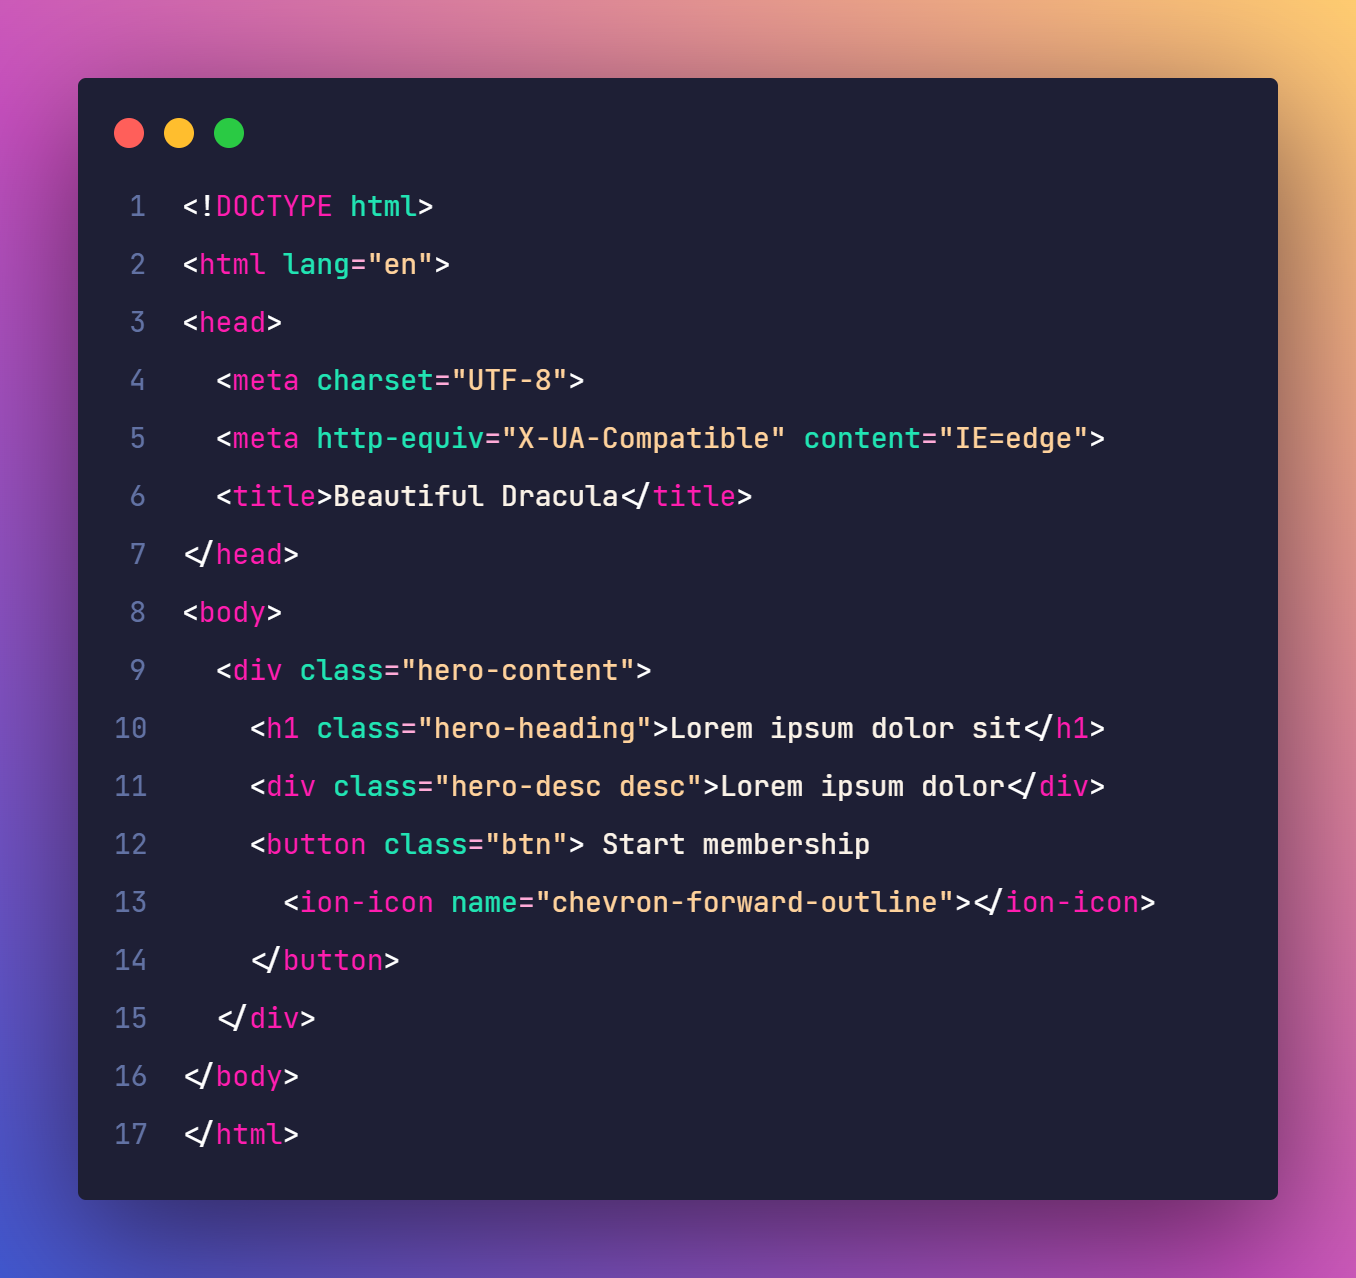 1 <!DOCTYPE html>
2 <html lang="en">
3 <head>
4   <meta charset="UTF-8">
5   <meta http-equiv="X-UA-Compatible" content="IE=edge">
6   <title>Beautiful Dracula</title>
7 </head>
8 <body>
9   <div class="hero-content">
10     <h1 class="hero-heading">Lorem ipsum dolor sit</h1>
11     <div class="hero-desc desc">Lorem ipsum dolor</div>
12     <button class="btn"> Start membership
13       <ion-icon name="chevron-forward-outline"></ion-icon>
14     </button>
15   </div>
16 </body>
17 </html>